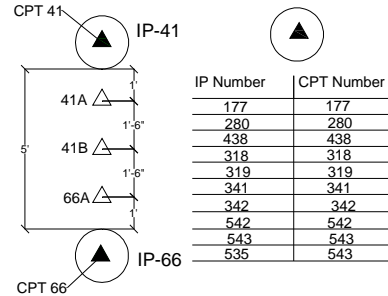 CPT 41
IP-41
1'
41A
1'-6"
5'
41B
1'-6"
66A
1'
IP-66
CPT 66
IP Number CPT Number
177 177
280 280
438 438
318 318
319 319
341 341
342 342
542 542
543 543
535 543